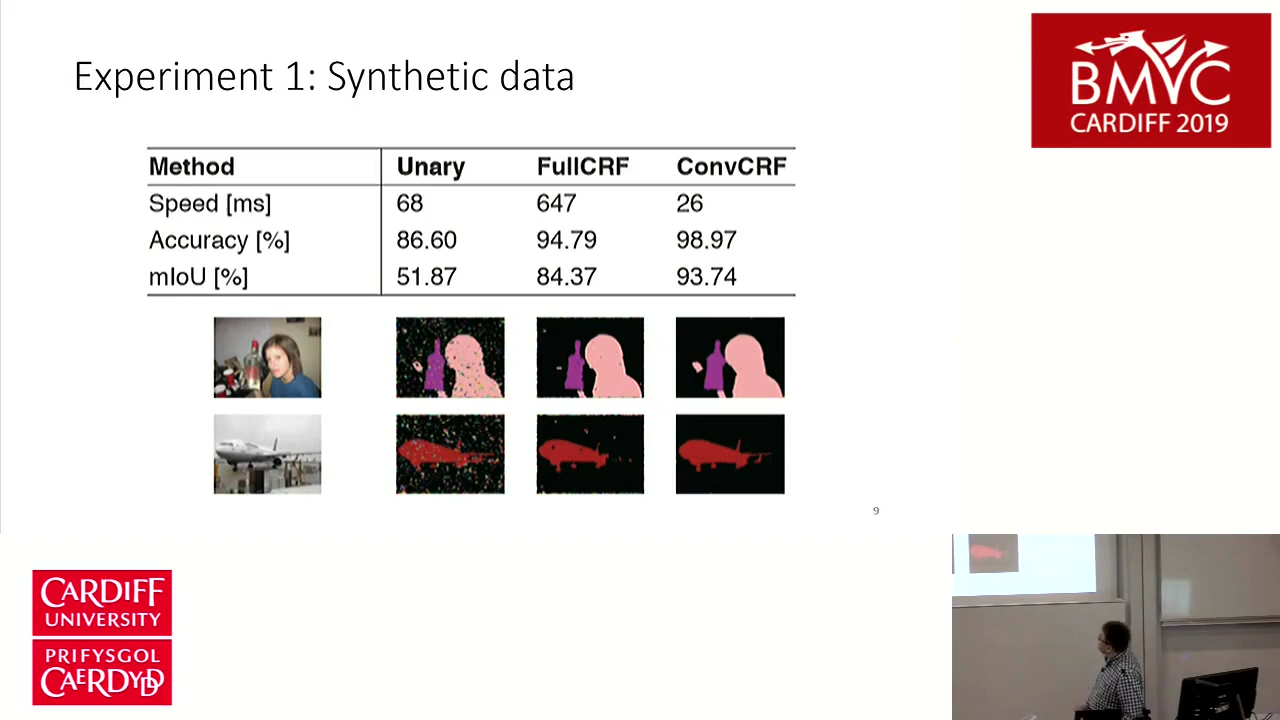 Experiment 1: Synthetic data
BMVC
CARDIFF 2019
Method Unary FullCRF ConvCRF
Speed [ms] 68 647 26
Accuracy [%] 86.60 94.79 98.97
mIoU [%] 51.87 84.37 93.74
9
CARDIFF
UNIVERSITY
PRIFYSGOL
CAERDYDD